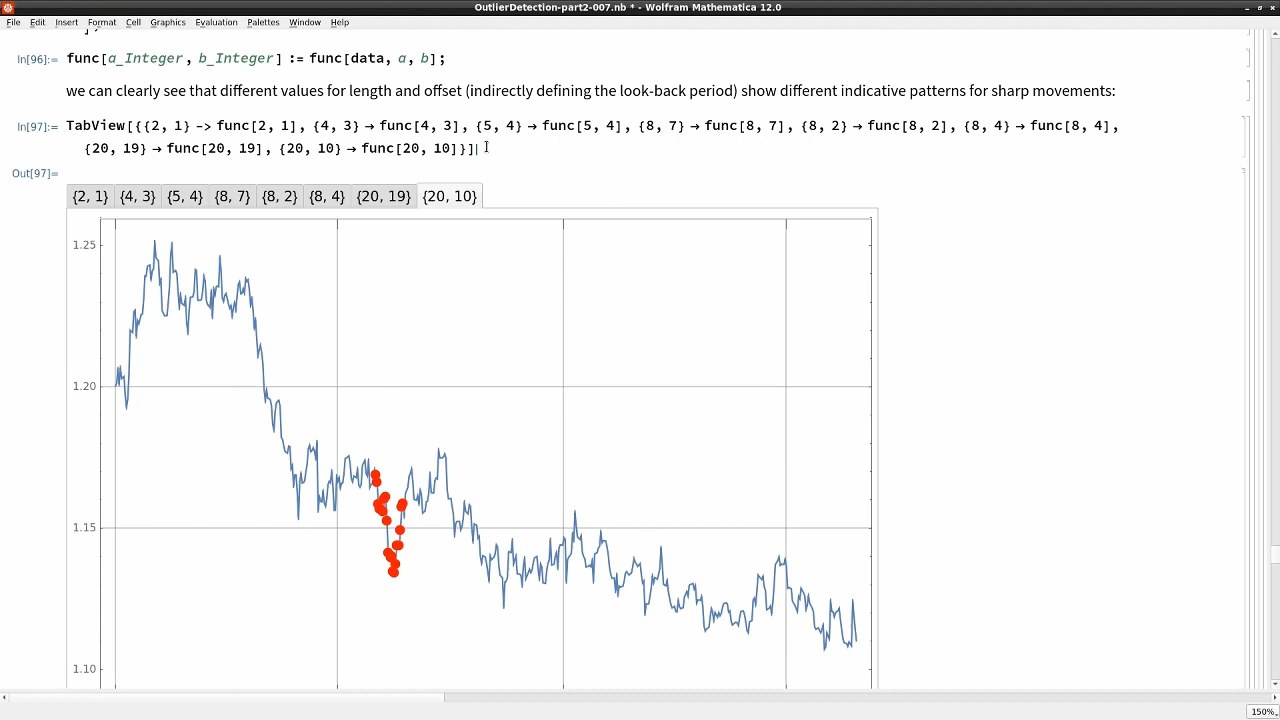 OutlierDetection-part2-007.nb * - Wolfram Mathematica 12.0
File Edit Insert Format Cell Graphics Evaluation Palettes Window Help
In[96]:= func[a_Integer, b_Integer] := func[data, a, b];
we can clearly see that different values for length and offset (indirectly defining the look-back period) show different indicative patterns for sharp movements:
In[97]:= TabView[{{2, 1} -> func[2, 1], {4, 3} → func[4, 3], {5, 4} → func[5, 4], {8, 7} → func[8, 7], {8, 2} → func[8, 2], {8, 4} → func[8, 4],
{20, 19} → func[20, 19], {20, 10} → func[20, 10]}]
Out[97]=
{2, 1} {4, 3} {5, 4} {8, 7} {8, 2} {8, 4} {20, 19} {20, 10}
1.25
1.20
1.15
1.10
150%